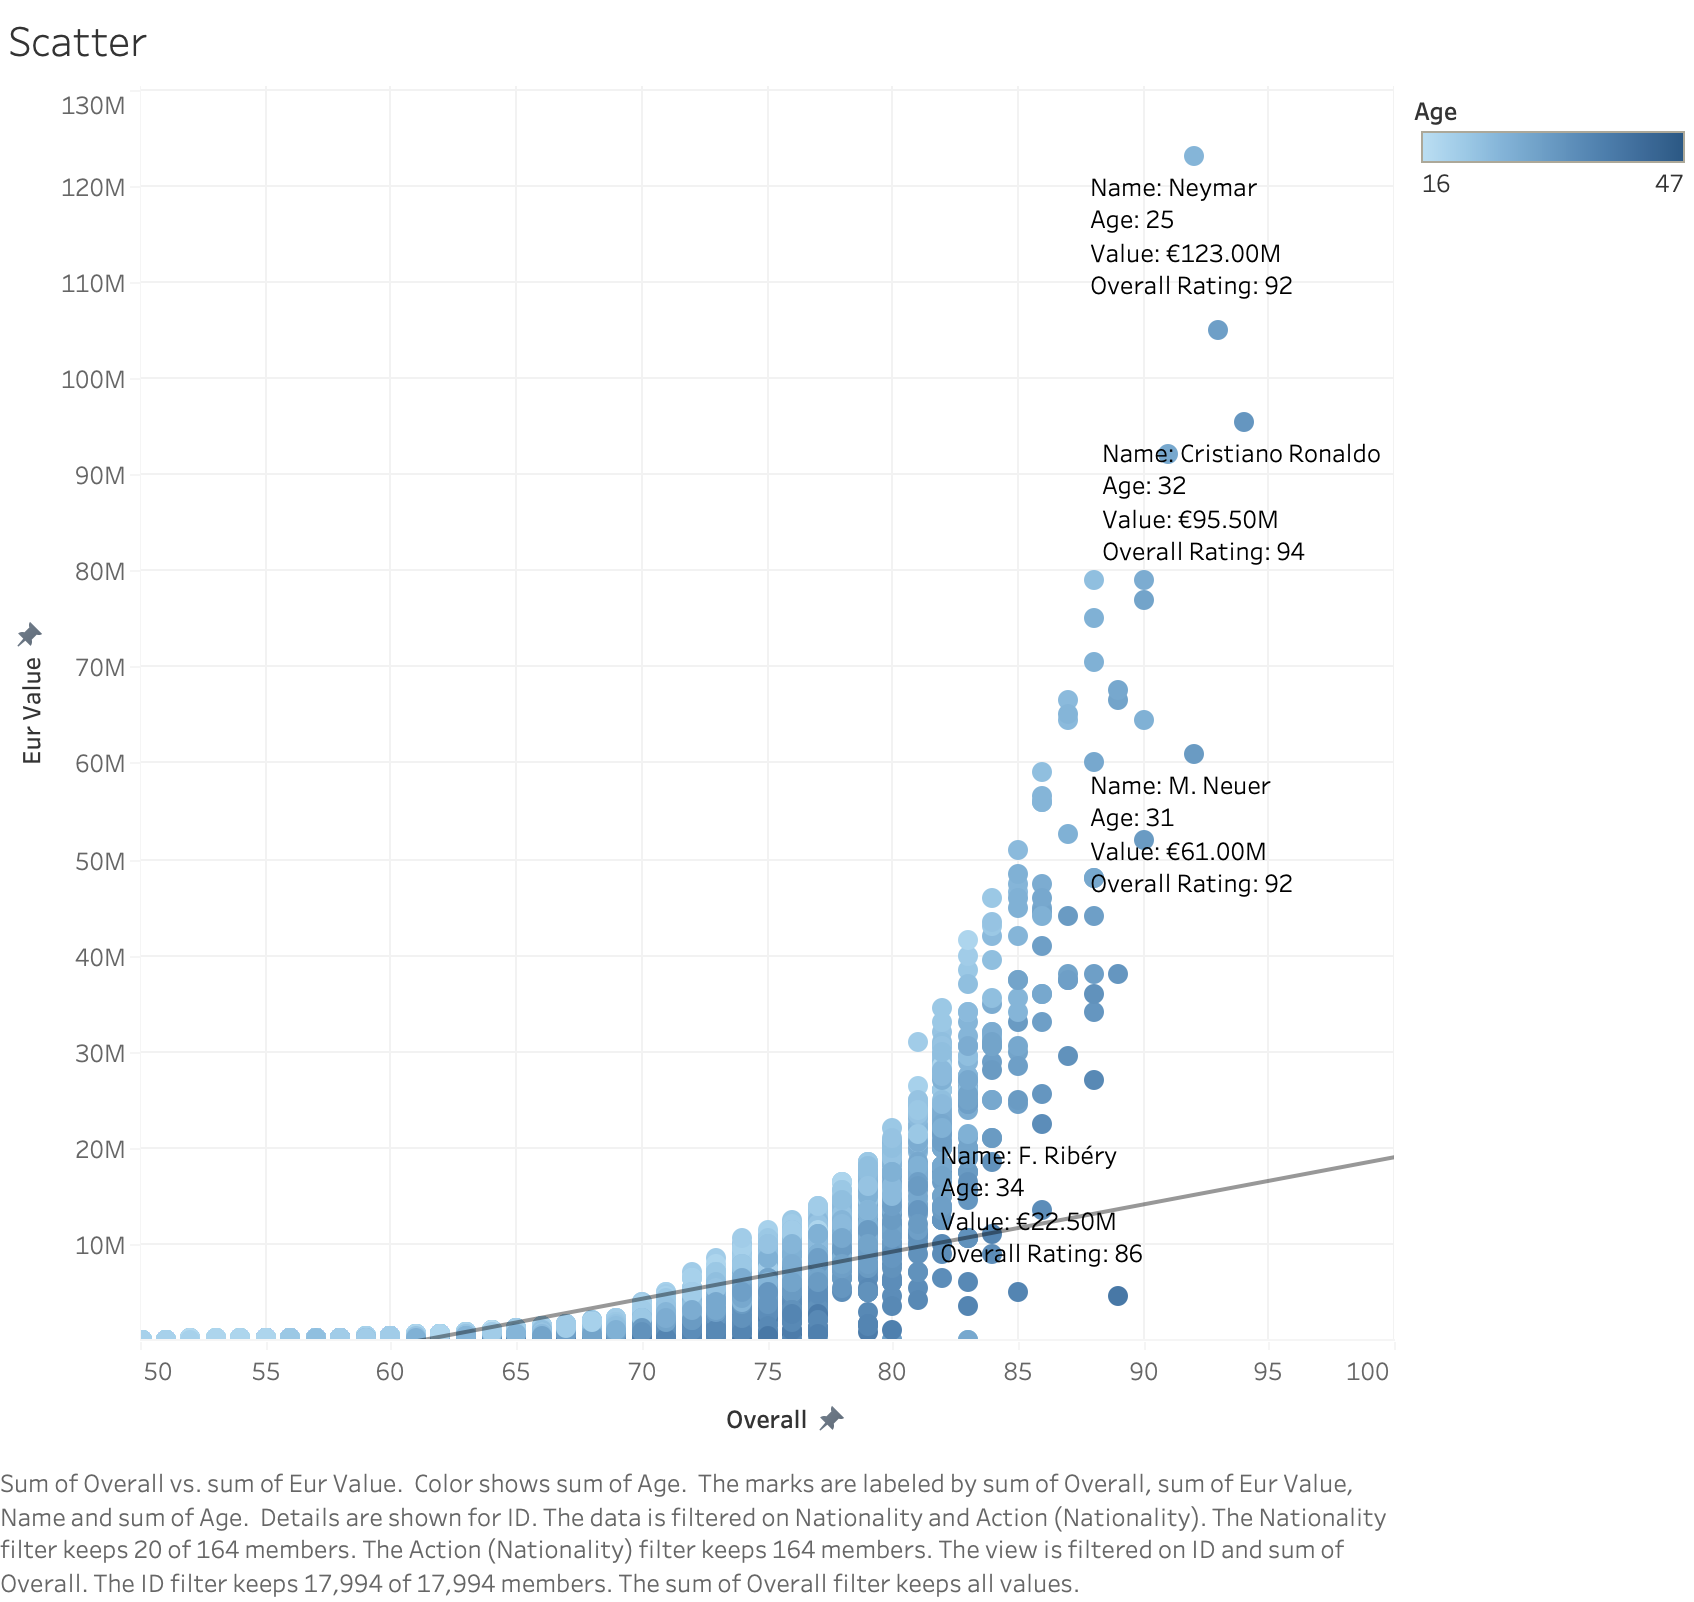 Scatter
130M
120M
110M
100M
90M
80M
70M
60M
50M
40M
30M
20M
10M
Eur Value
Name: Neymar
Age: 25
Value: €123.00M
Overall Rating: 92
Name: Cristiano Ronaldo
Age: 32
Value: €95.50M
Overall Rating: 94
Name: M. Neuer
Age: 31
Value: €61.00M
Overall Rating: 92
Name: F. Ribéry
Age: 34
Value: €22.50M
Overall Rating: 86
50 55 60 65 70 75 80 85 90 95 100
Overall
Age
16 47
Sum of Overall vs. sum of Eur Value.  Color shows sum of Age.  The marks are labeled by sum of Overall, sum of Eur Value,
Name and sum of Age.  Details are shown for ID. The data is filtered on Nationality and Action (Nationality). The Nationality
filter keeps 20 of 164 members. The Action (Nationality) filter keeps 164 members. The view is filtered on ID and sum of
Overall. The ID filter keeps 17,994 of 17,994 members. The sum of Overall filter keeps all values.